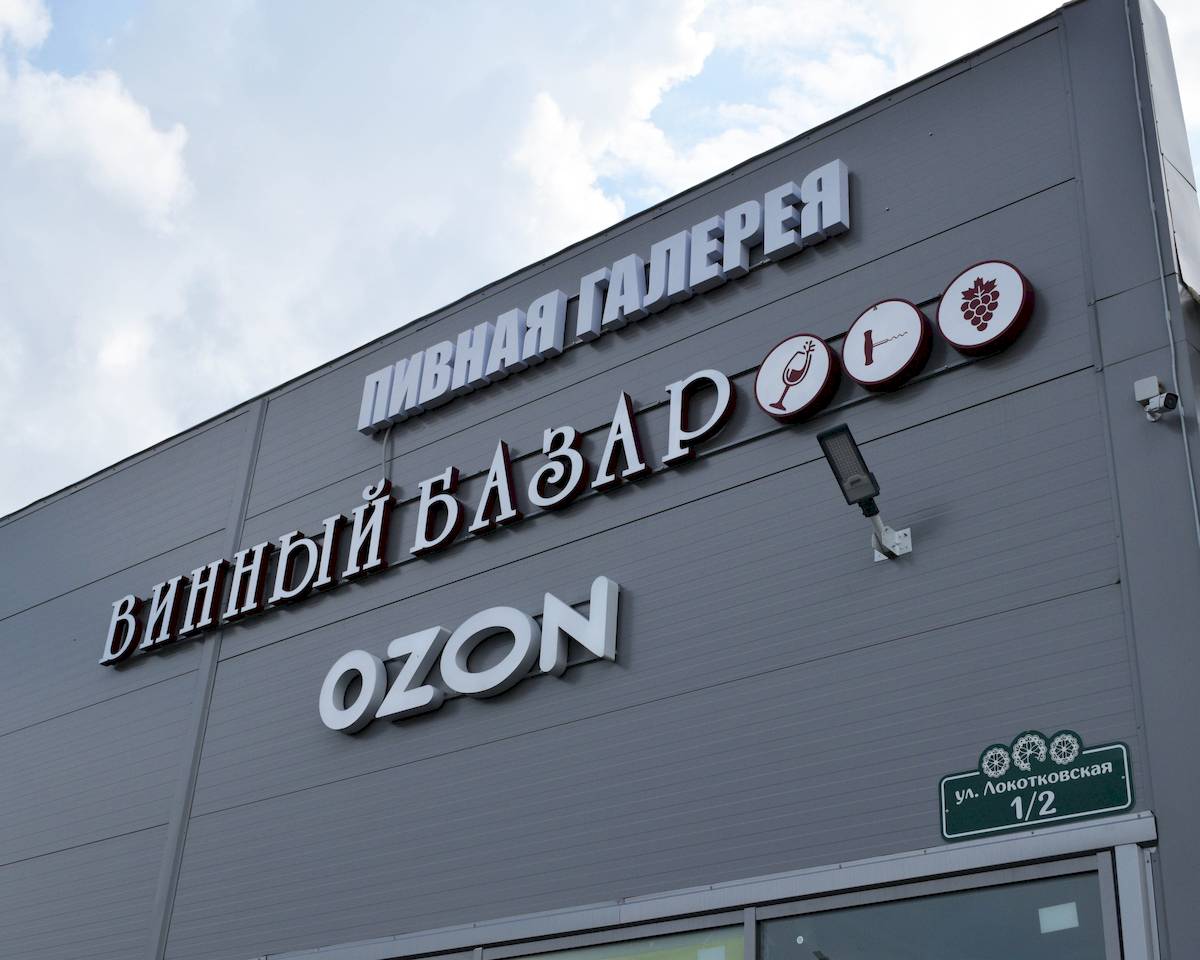 ПИВНАЯ ГАЛЕРЕЯ
ВИННЫЙ БАЗАР
OZON
ул. Локотковская
1/2